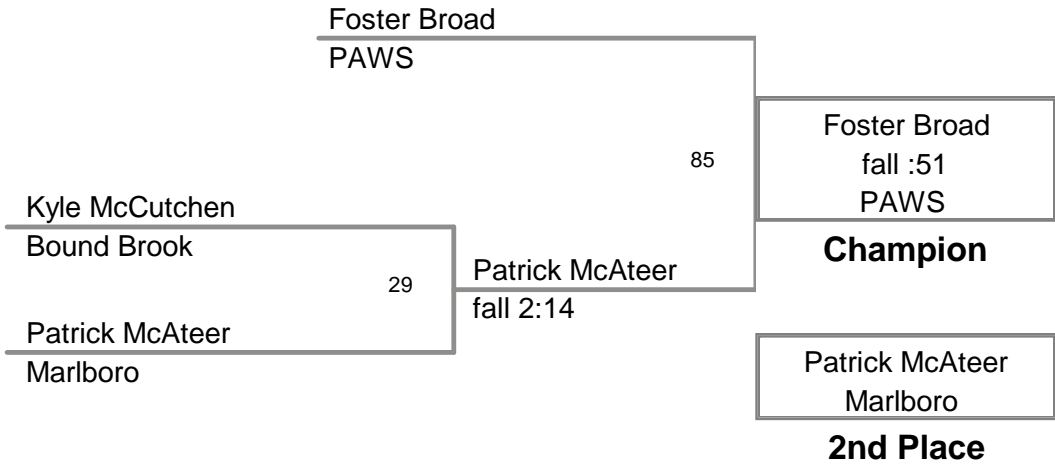 Foster Broad
PAWS
Foster Broad
fall :51
PAWS
Champion
85
Kyle McCutchen
Bound Brook
29
Patrick McAteer
fall 2:14
Patrick McAteer
Marlboro
Patrick McAteer
Marlboro
2nd Place